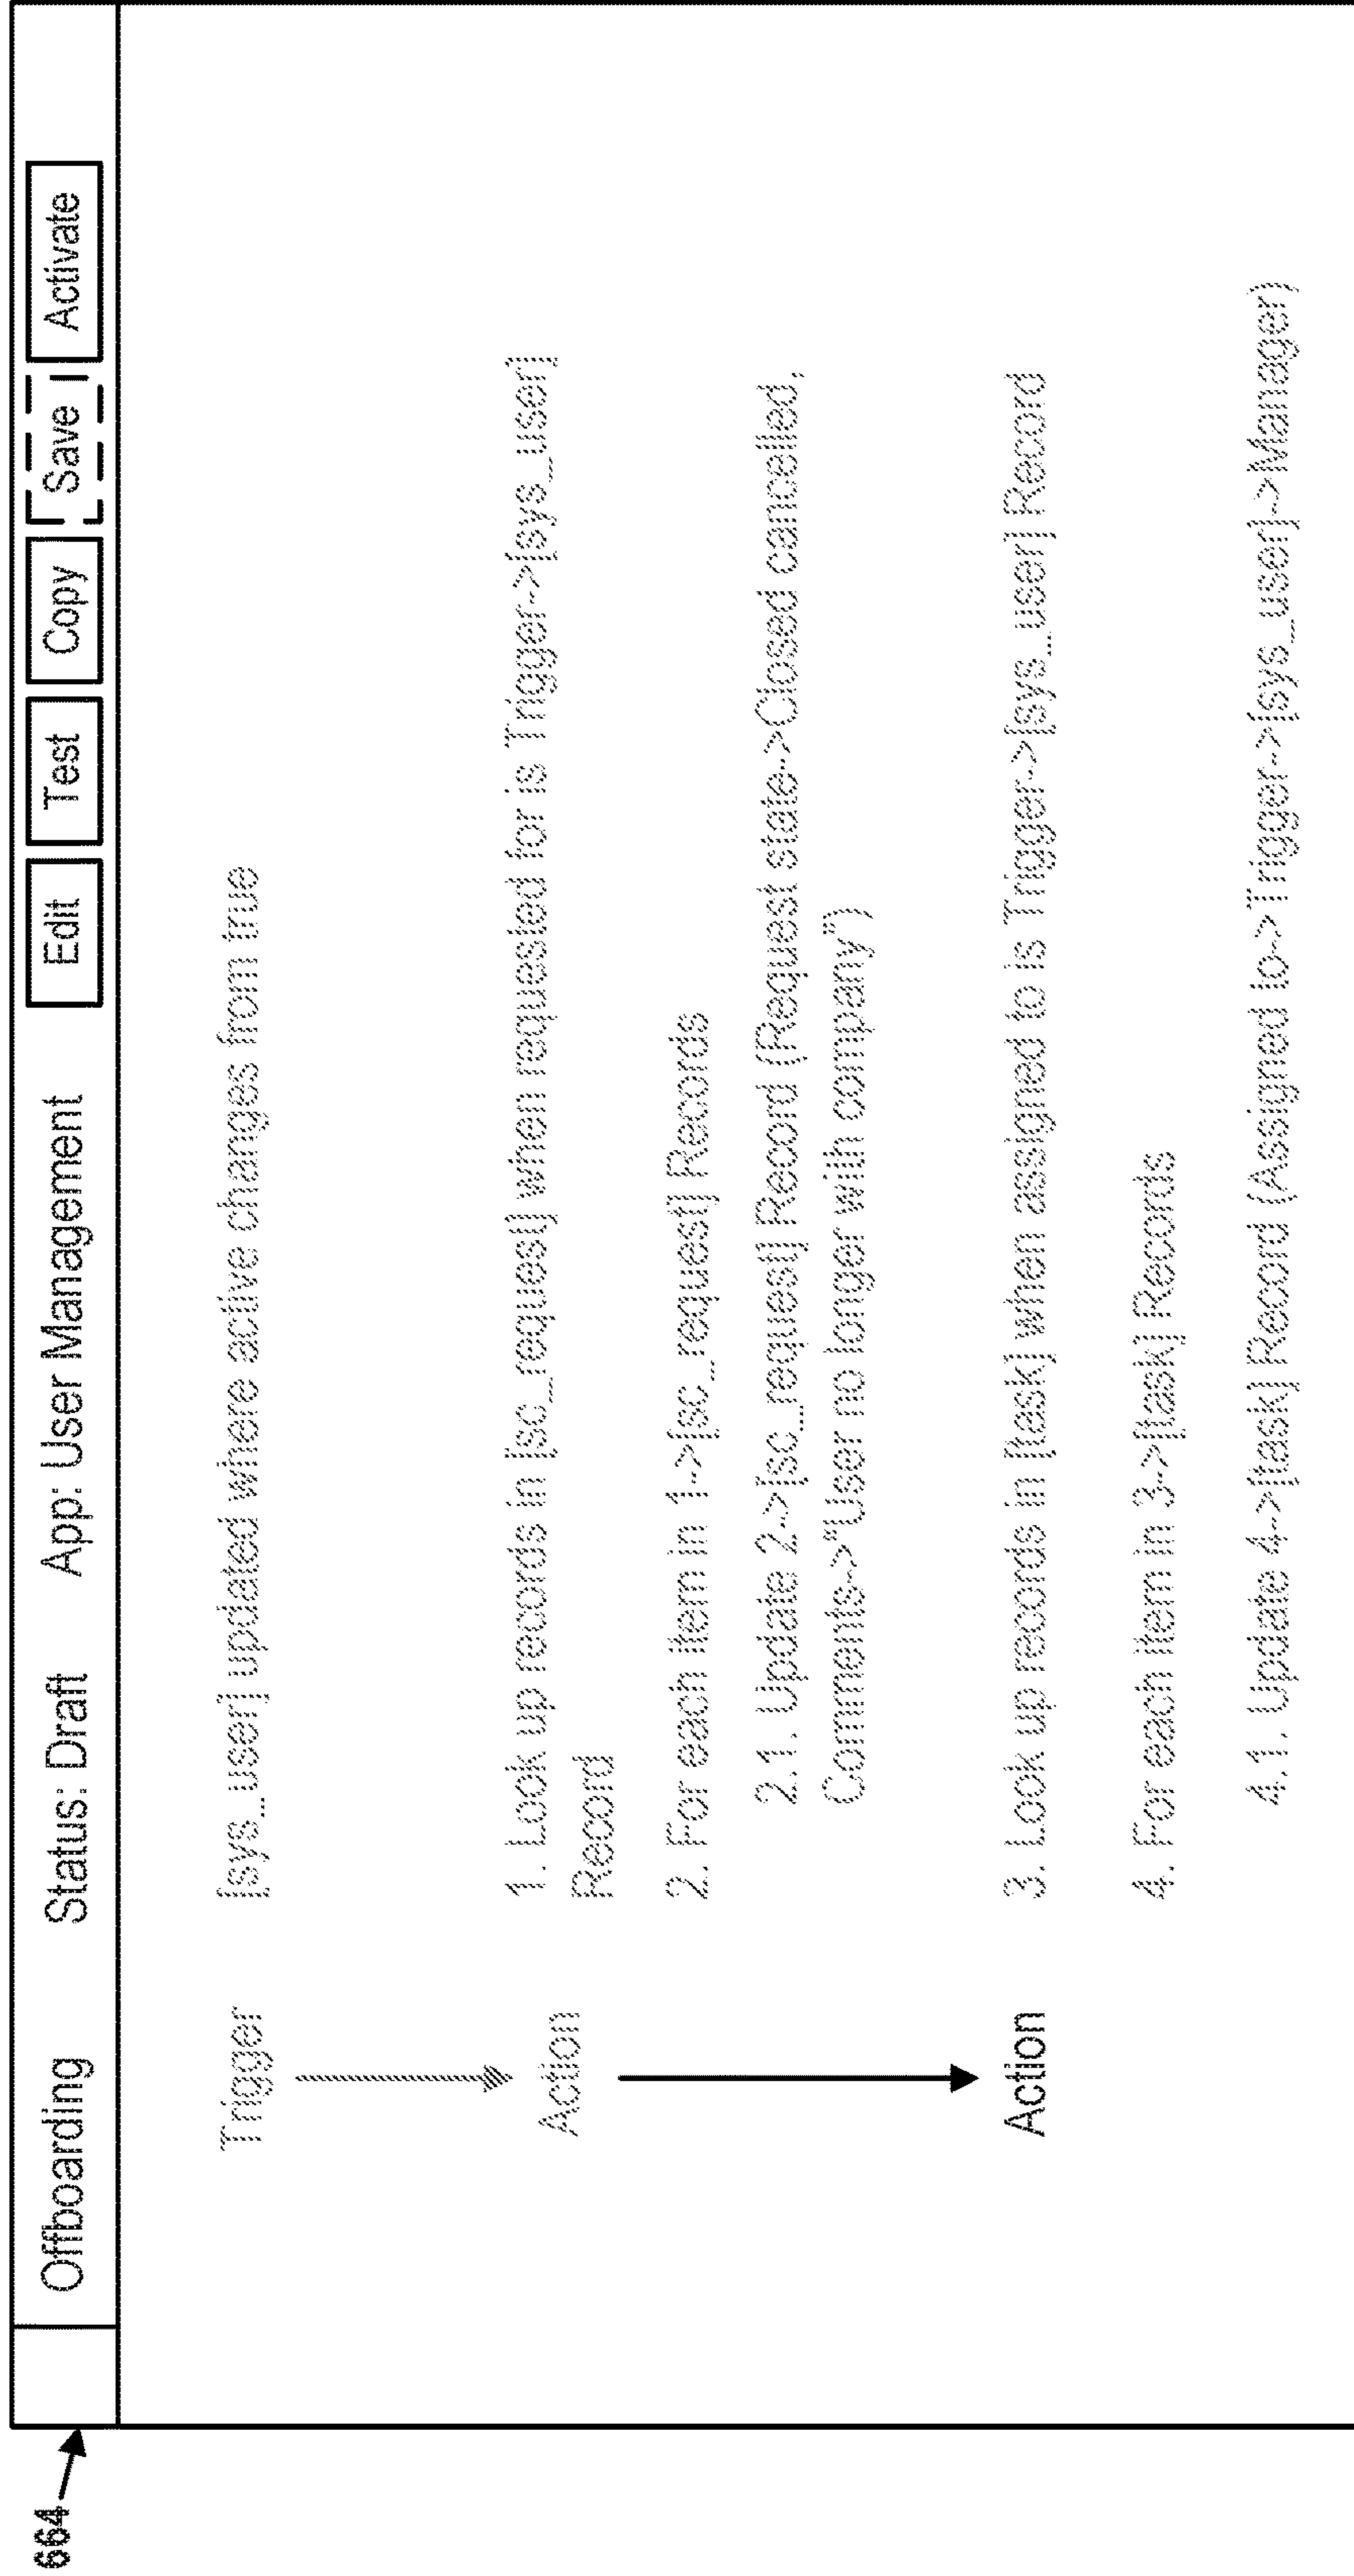 664
Offboarding Status: Draft App: User Management Edit Test Copy Save Activate
Trigger [sys_user] updated where active changes from true
Action 1. Look up records in [sc_request] when requested for is Trigger->[sys_user]
Record
2. For each item in 1->[sc_request] Records
2.1. Update 2->[sc_request] Record (Request state->Closed cancelled,
Comments->"User no longer with company")
Action 3. Look up records in [task] when assigned to is Trigger->[sys_user] Record
4. For each item in 3->[task] Records
4.1. Update 4->[task] Record (Assigned to->Trigger->[sys_user]->Manager)